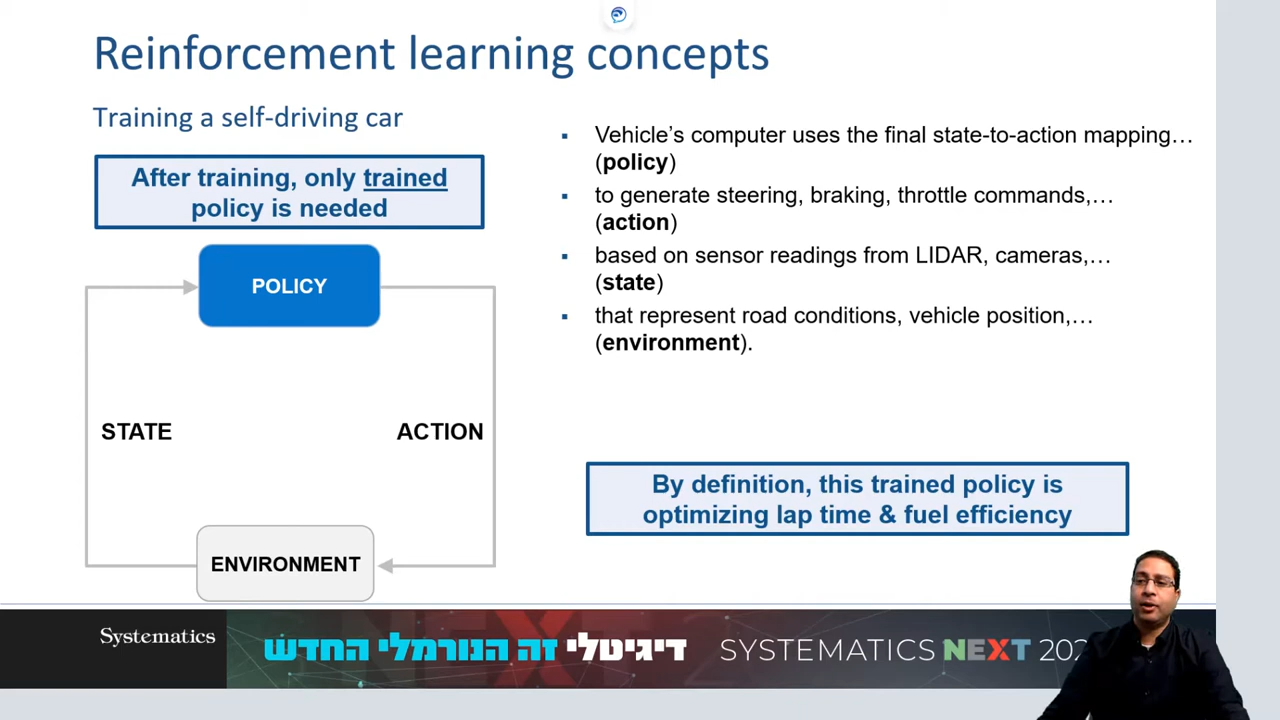 Reinforcement learning concepts
Training a self-driving car
After training, only trained
policy is needed
POLICY
STATE
ACTION
ENVIRONMENT
▪ Vehicle’s computer uses the final state-to-action mapping…
(policy)
▪ to generate steering, braking, throttle commands,…
(action)
▪ based on sensor readings from LIDAR, cameras,…
(state)
▪ that represent road conditions, vehicle position,…
(environment).
By definition, this trained policy is
optimizing lap time & fuel efficiency
Systematics
דיגיטלי זה הנורמלי החדש
SYSTEMATICS NEXT 202